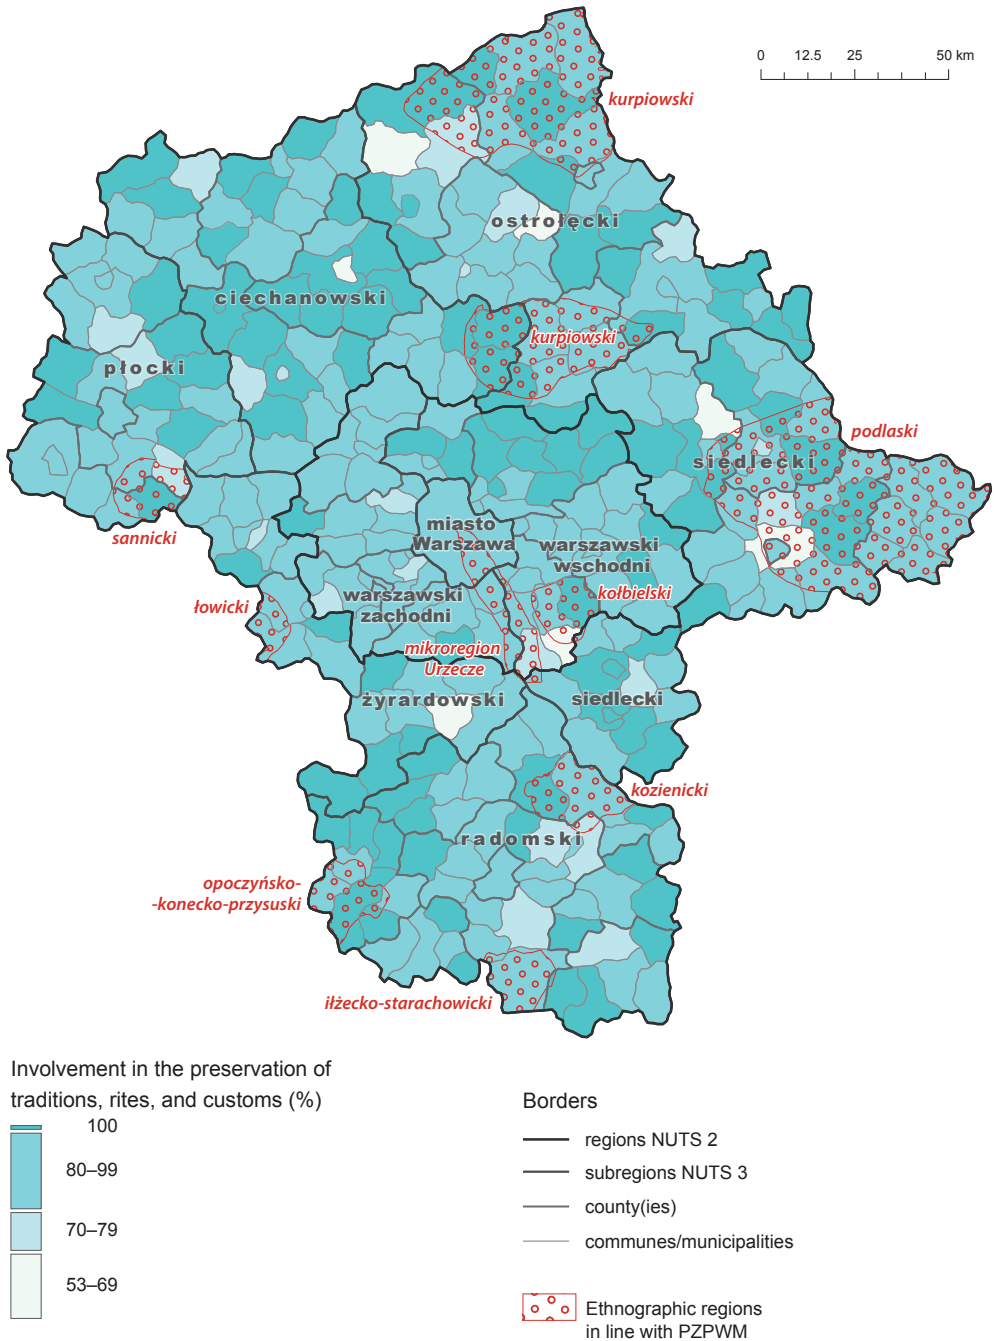 0 12.5 25 50 km
kurpiowski
ostrołęcki
ciechanowski
kurpiowski
płocki
podlaski
siedlecki
sannicki
miasto
Warszawa
warszawski
wschodni
kołbielski
warszawski
zachodni
łowicki
mikroregion
Urzecze
żyrardowski
siedlecki
kozienicki
radomski
opoczyńsko-
-konecko-przysuski
iłżecko-starachowicki
Involvement in the preservation of
traditions, rites, and customs (%)
100
80–99
70–79
53–69
Borders
regions NUTS 2
subregions NUTS 3
county(ies)
communes/municipalities
Ethnographic regions
in line with PZPWM